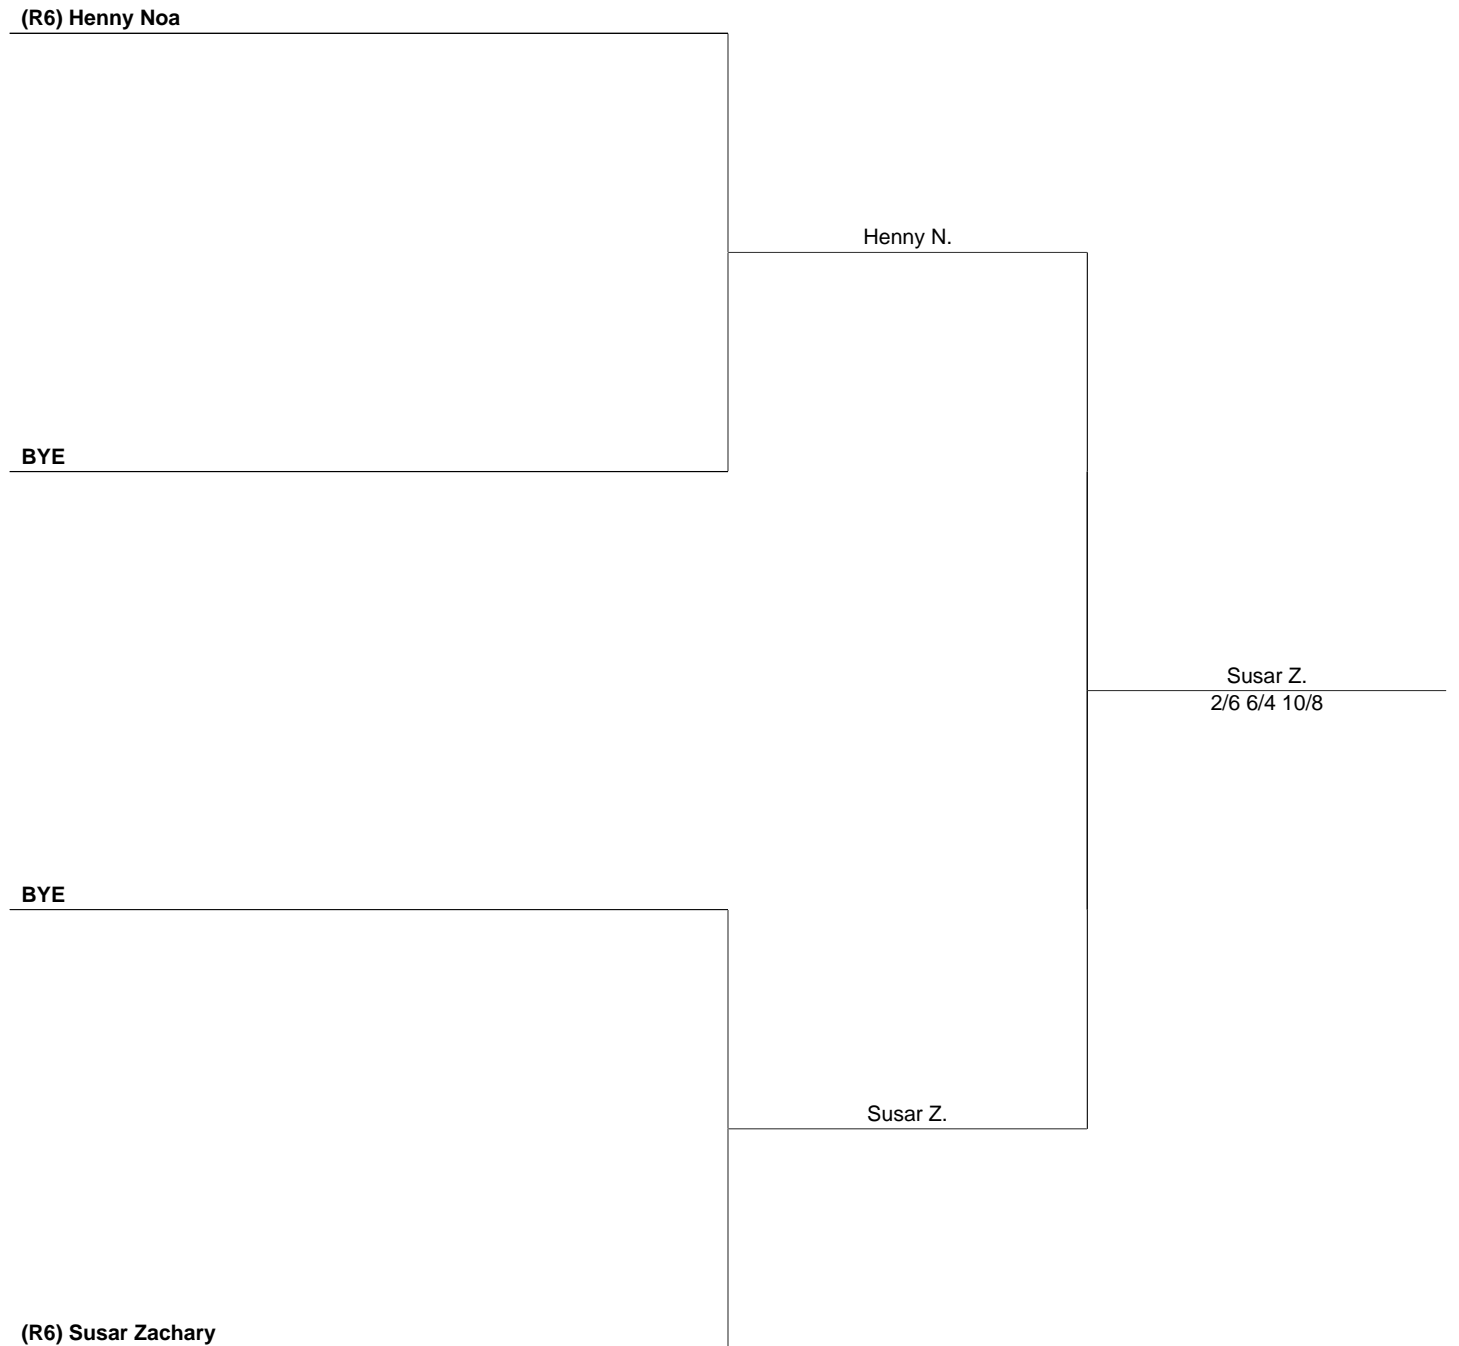 (R6) Henny Noa
Henny N.
BYE
Susar Z.
2/6 6/4 10/8
BYE
Susar Z.
(R6) Susar Zachary